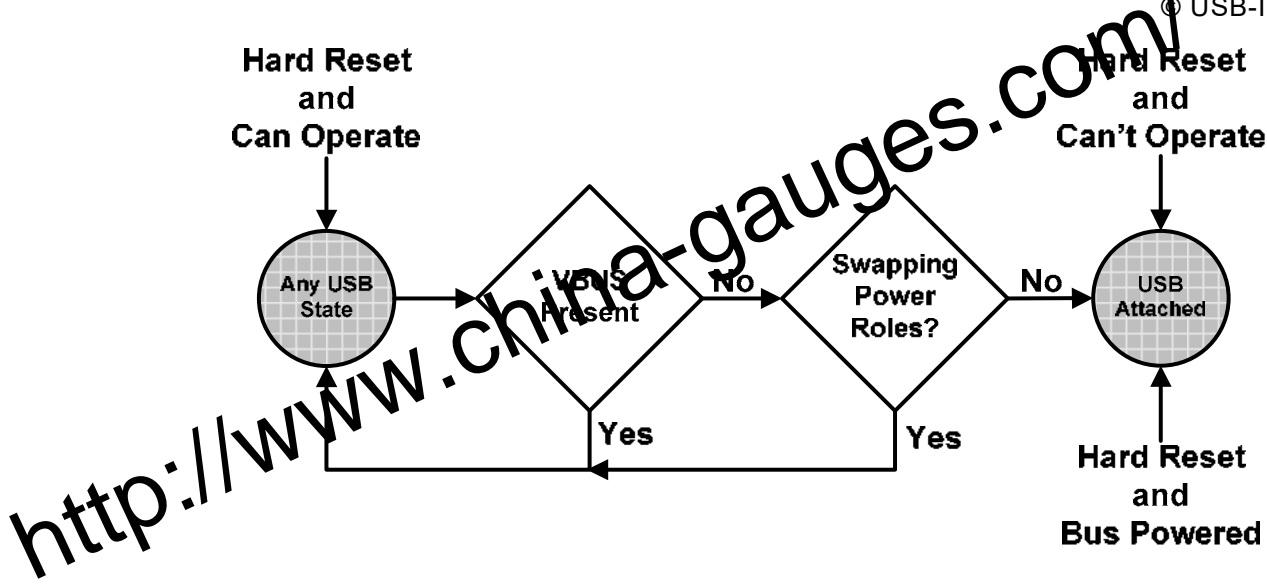 © USB-I
Hard Reset
and
Can Operate
Hard Reset
and
Can't Operate
Any USB
State
VBUS
Present
No
Swapping
Power
Roles?
No
USB
Attached
Yes
Yes
Hard Reset
and
Bus Powered
http://www.china-gauges.com/